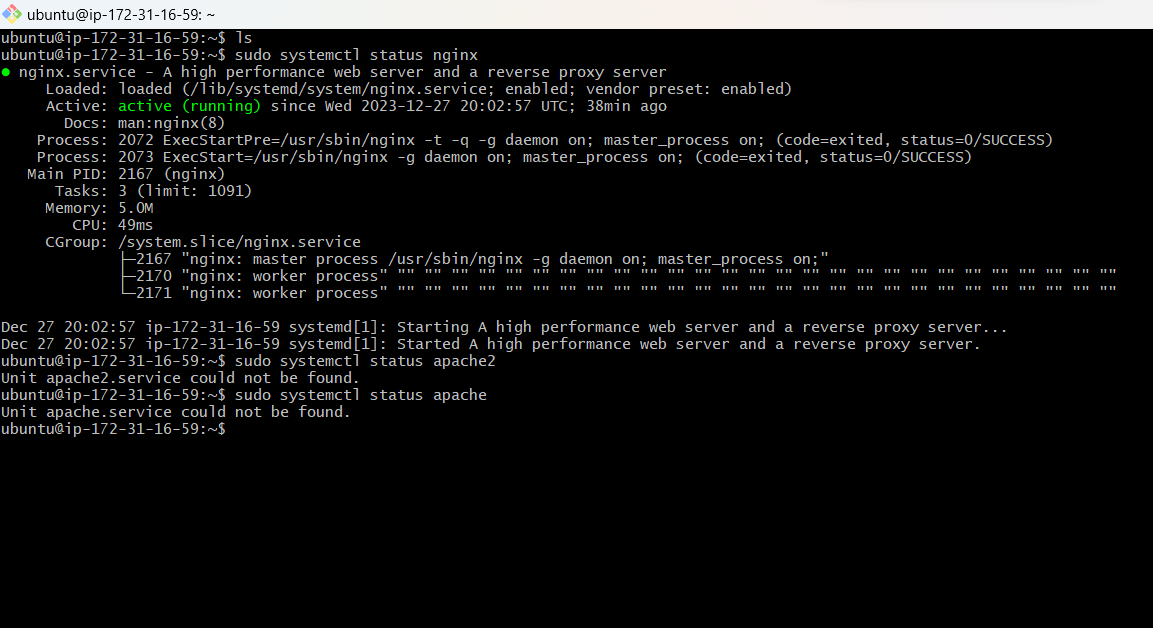 ubuntu@ip-172-31-16-59: ~
ubuntu@ip-172-31-16-59:~$ ls
ubuntu@ip-172-31-16-59:~$ sudo systemctl status nginx
● nginx.service - A high performance web server and a reverse proxy server
     Loaded: loaded (/lib/systemd/system/nginx.service; enabled; vendor preset: enabled)
     Active: active (running) since Wed 2023-12-27 20:02:57 UTC; 38min ago
       Docs: man:nginx(8)
    Process: 2072 ExecStartPre=/usr/sbin/nginx -t -q -g daemon on; master_process on; (code=exited, status=0/SUCCESS)
    Process: 2073 ExecStart=/usr/sbin/nginx -g daemon on; master_process on; (code=exited, status=0/SUCCESS)
   Main PID: 2167 (nginx)
      Tasks: 3 (limit: 1091)
     Memory: 5.0M
        CPU: 49ms
     CGroup: /system.slice/nginx.service
             ├─2167 "nginx: master process /usr/sbin/nginx -g daemon on; master_process on;"
             ├─2170 "nginx: worker process" "" "" "" "" "" "" "" "" "" "" "" "" "" "" "" "" "" "" "" "" "" "" "" "" "" "" ""
             └─2171 "nginx: worker process" "" "" "" "" "" "" "" "" "" "" "" "" "" "" "" "" "" "" "" "" "" "" "" "" "" "" ""
Dec 27 20:02:57 ip-172-31-16-59 systemd[1]: Starting A high performance web server and a reverse proxy server...
Dec 27 20:02:57 ip-172-31-16-59 systemd[1]: Started A high performance web server and a reverse proxy server.
ubuntu@ip-172-31-16-59:~$ sudo systemctl status apache2
Unit apache2.service could not be found.
ubuntu@ip-172-31-16-59:~$ sudo systemctl status apache
Unit apache.service could not be found.
ubuntu@ip-172-31-16-59:~$